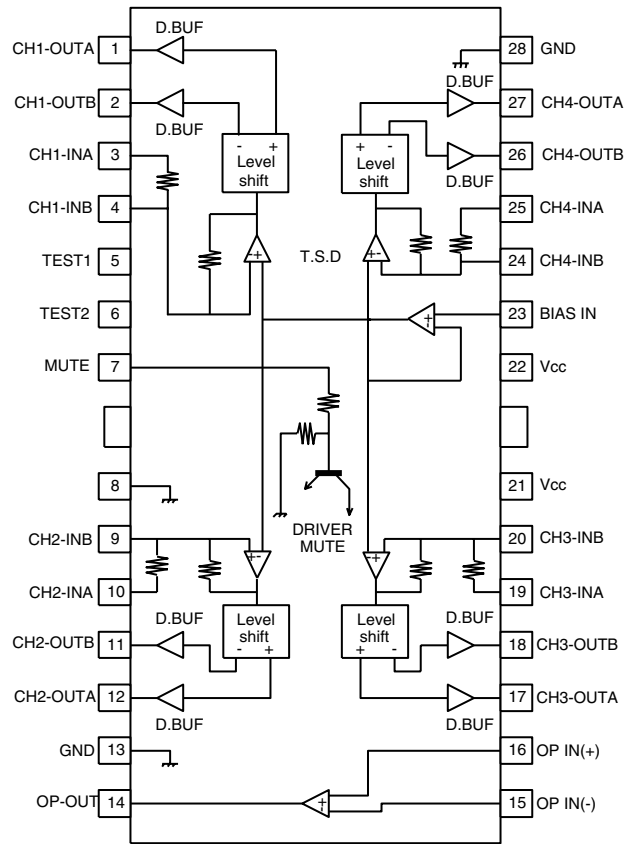 D.BUF
CH1-OUTA 1 28 GND
D.BUF
CH1-OUTB 2 27 CH4-OUTA
D.BUF
- + + -
CH1-INA 3 26 CH4-OUTB
Level shift Level shift
D.BUF
CH1-INB 4 25 CH4-INA
- + T.S.D + -
TEST1 5 24 CH4-INB
TEST2 6 23 BIAS IN
+ -
MUTE 7 22 Vcc
8 21 Vcc
DRIVER
MUTE
CH2-INB 9 20 CH3-INB
+ - - +
CH2-INA 10 19 CH3-INA
D.BUF Level shift Level shift D.BUF
CH2-OUTB 11 18 CH3-OUTB
- + + -
CH2-OUTA 12 17 CH3-OUTA
D.BUF D.BUF
GND 13 16 OP IN(+)
OP-OUT 14 15 OP IN(-)
+ -